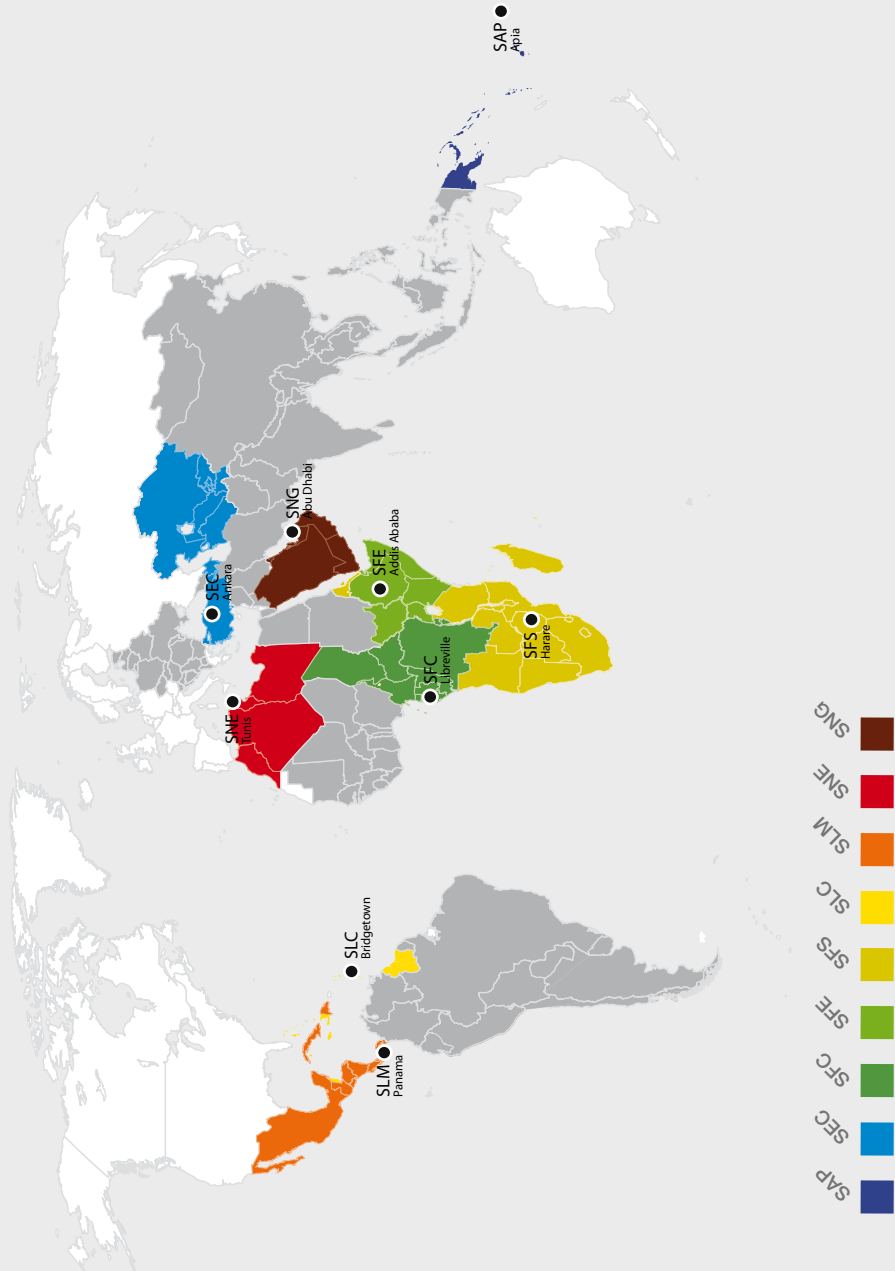 SAP
Apia
SNG
Abu Dhabi
SEC
Ankara
SFE
Addis Ababa
SFS
Harare
SFC
Libreville
SNE
Tunis
SLC
Bridgetown
SLM
Panama
SNG
SNE
SLM
SLC
SFS
SFE
SFC
SEC
SAP